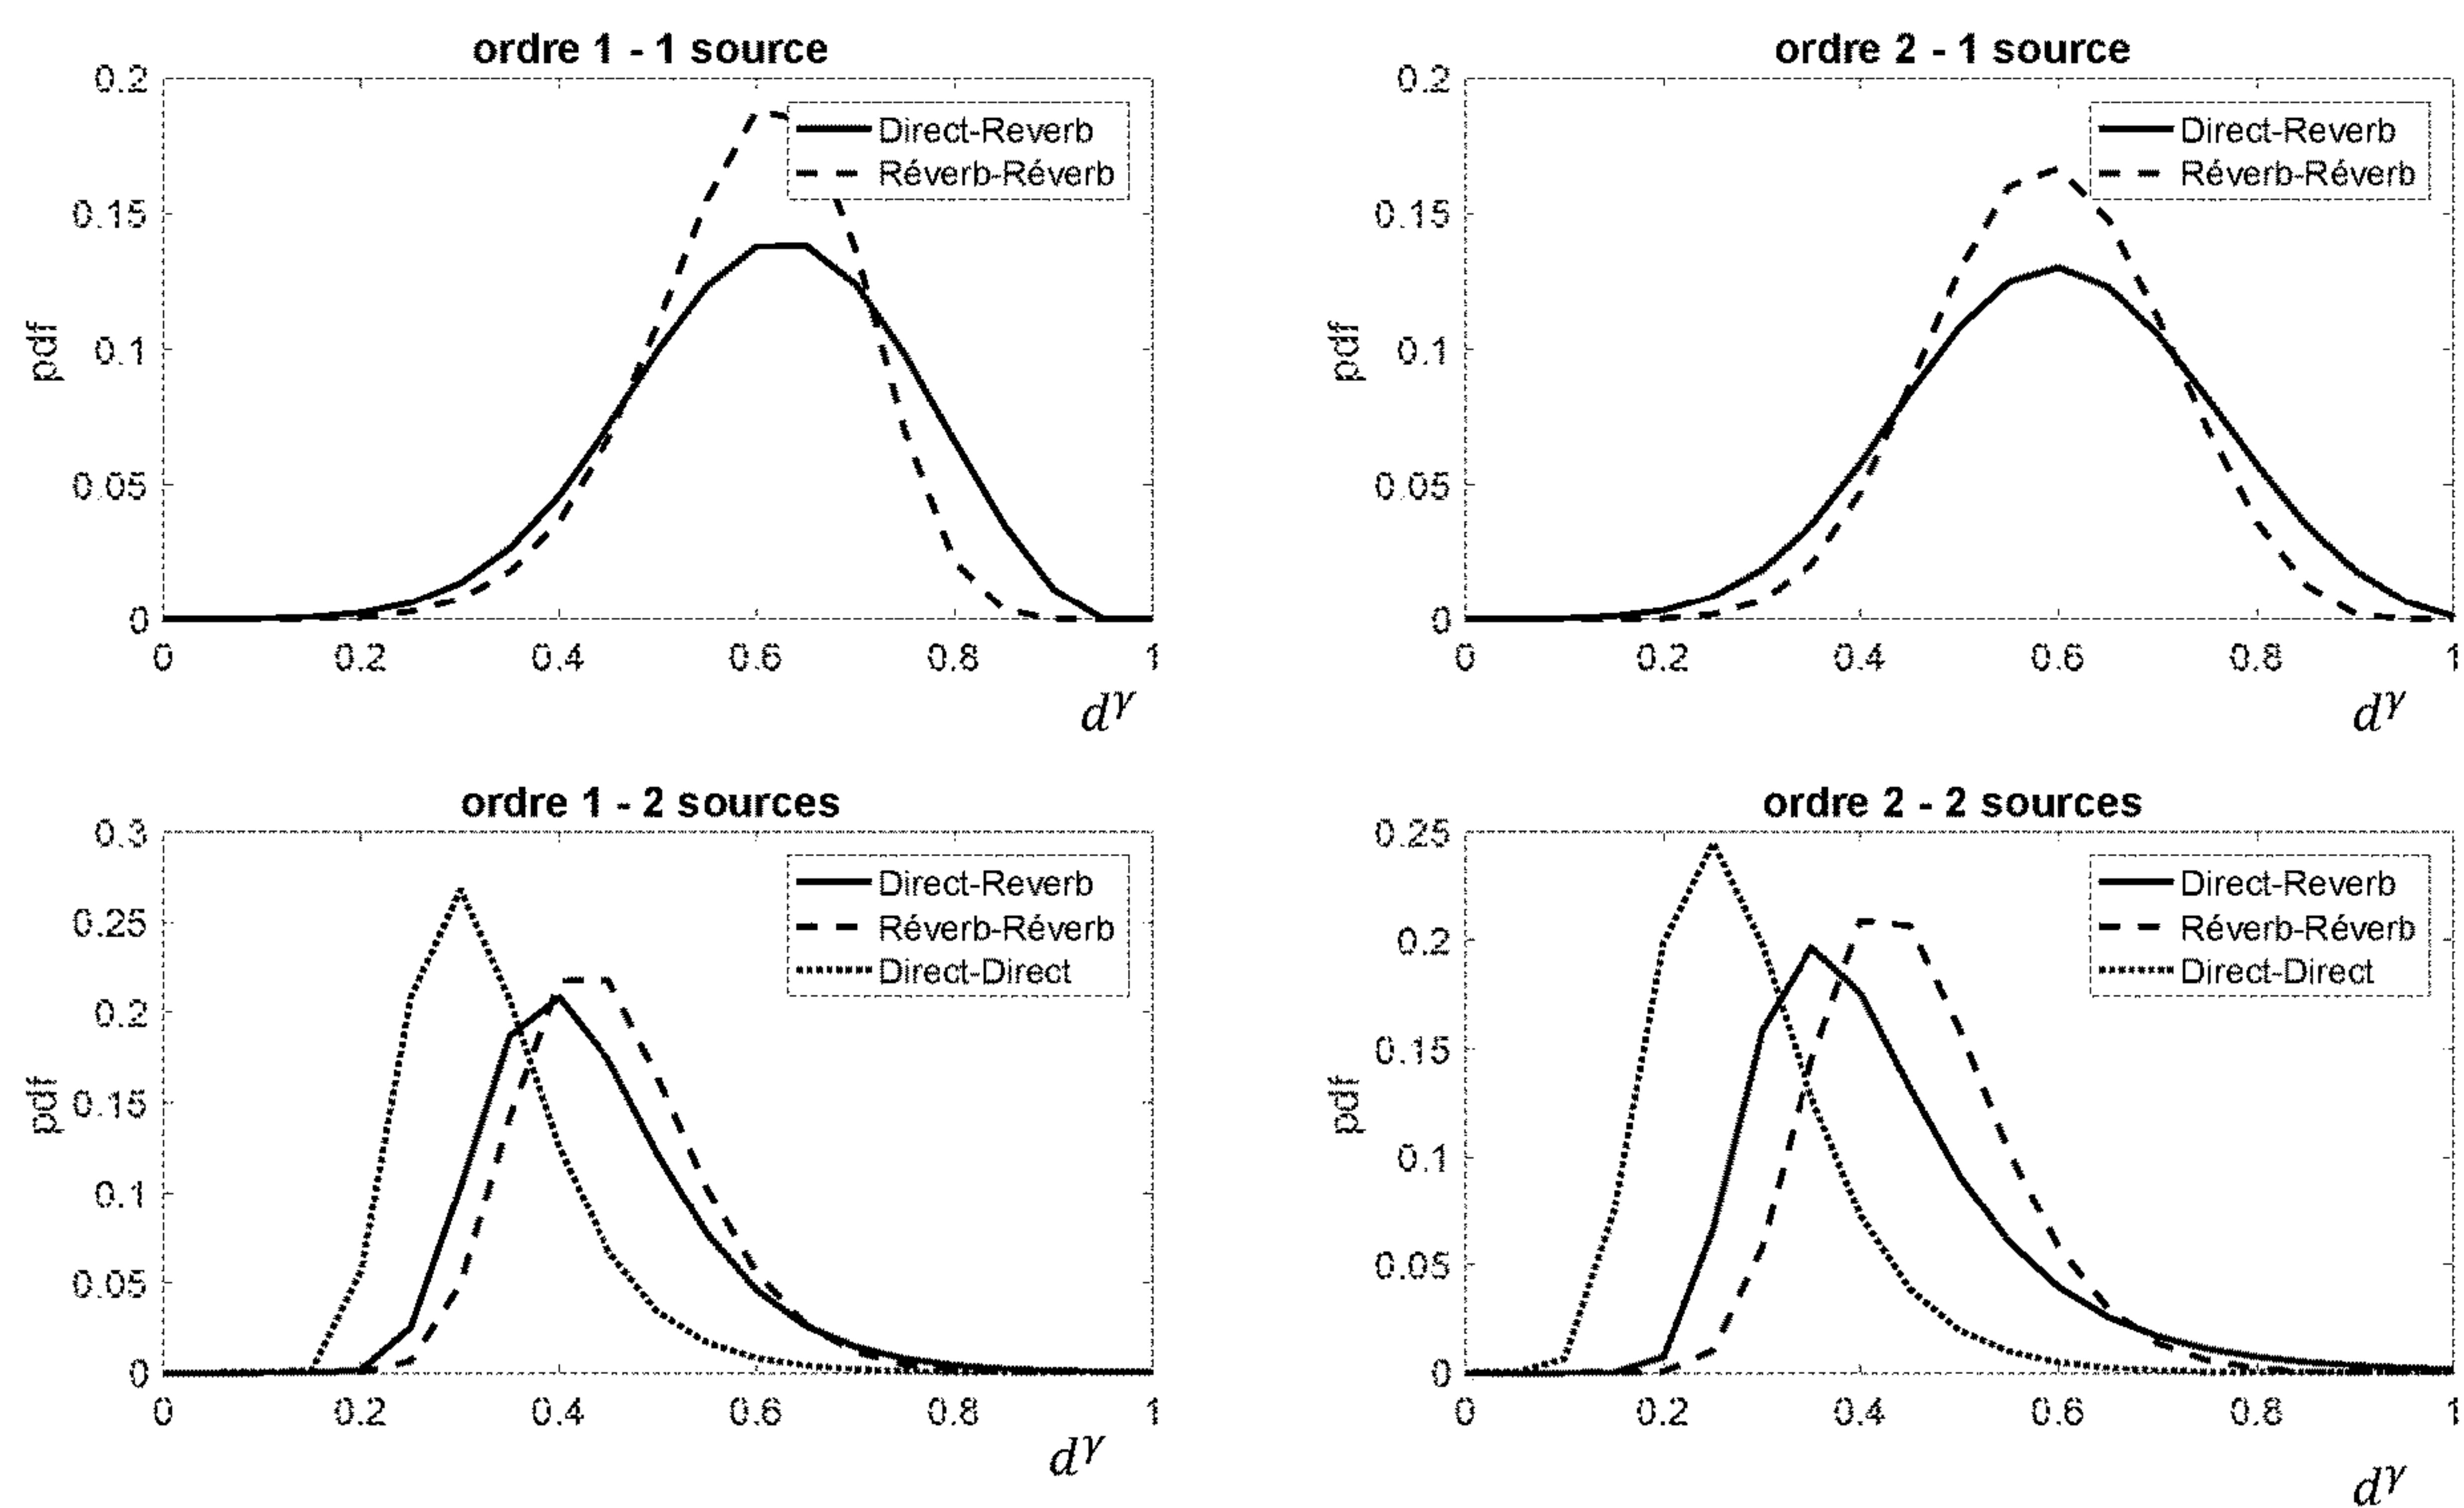 ordre 1 - 1 source
0.2
0.15
0.1
0.05
0
pdf
Direct-Reverb
Réverb-Réverb
0 0.2 0.4 0.6 0.8 1
d^γ
ordre 2 - 1 source
0.2
0.15
0.1
0.05
0
pdf
Direct-Reverb
Réverb-Réverb
0 0.2 0.4 0.6 0.8 1
d^γ
ordre 1 - 2 sources
0.3
0.25
0.2
0.15
0.1
0.05
0
pdf
Direct-Reverb
Réverb-Réverb
Direct-Direct
0 0.2 0.4 0.6 0.8 1
d^γ
ordre 2 - 2 sources
0.25
0.2
0.15
0.1
0.05
0
pdf
Direct-Reverb
Réverb-Réverb
Direct-Direct
0 0.2 0.4 0.6 0.8 1
d^γ